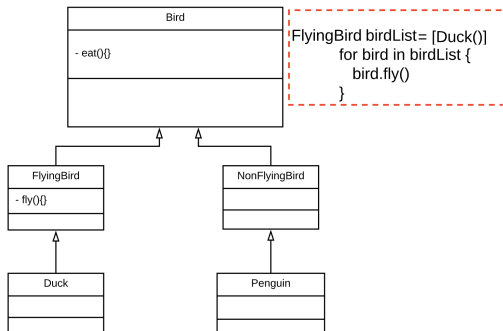 Bird
- eat(){}
FlyingBird birdList= [Duck()]
for bird in birdList {
bird.fly()
}
FlyingBird
NonFlyingBird
- fly(){}
Duck
Penguin